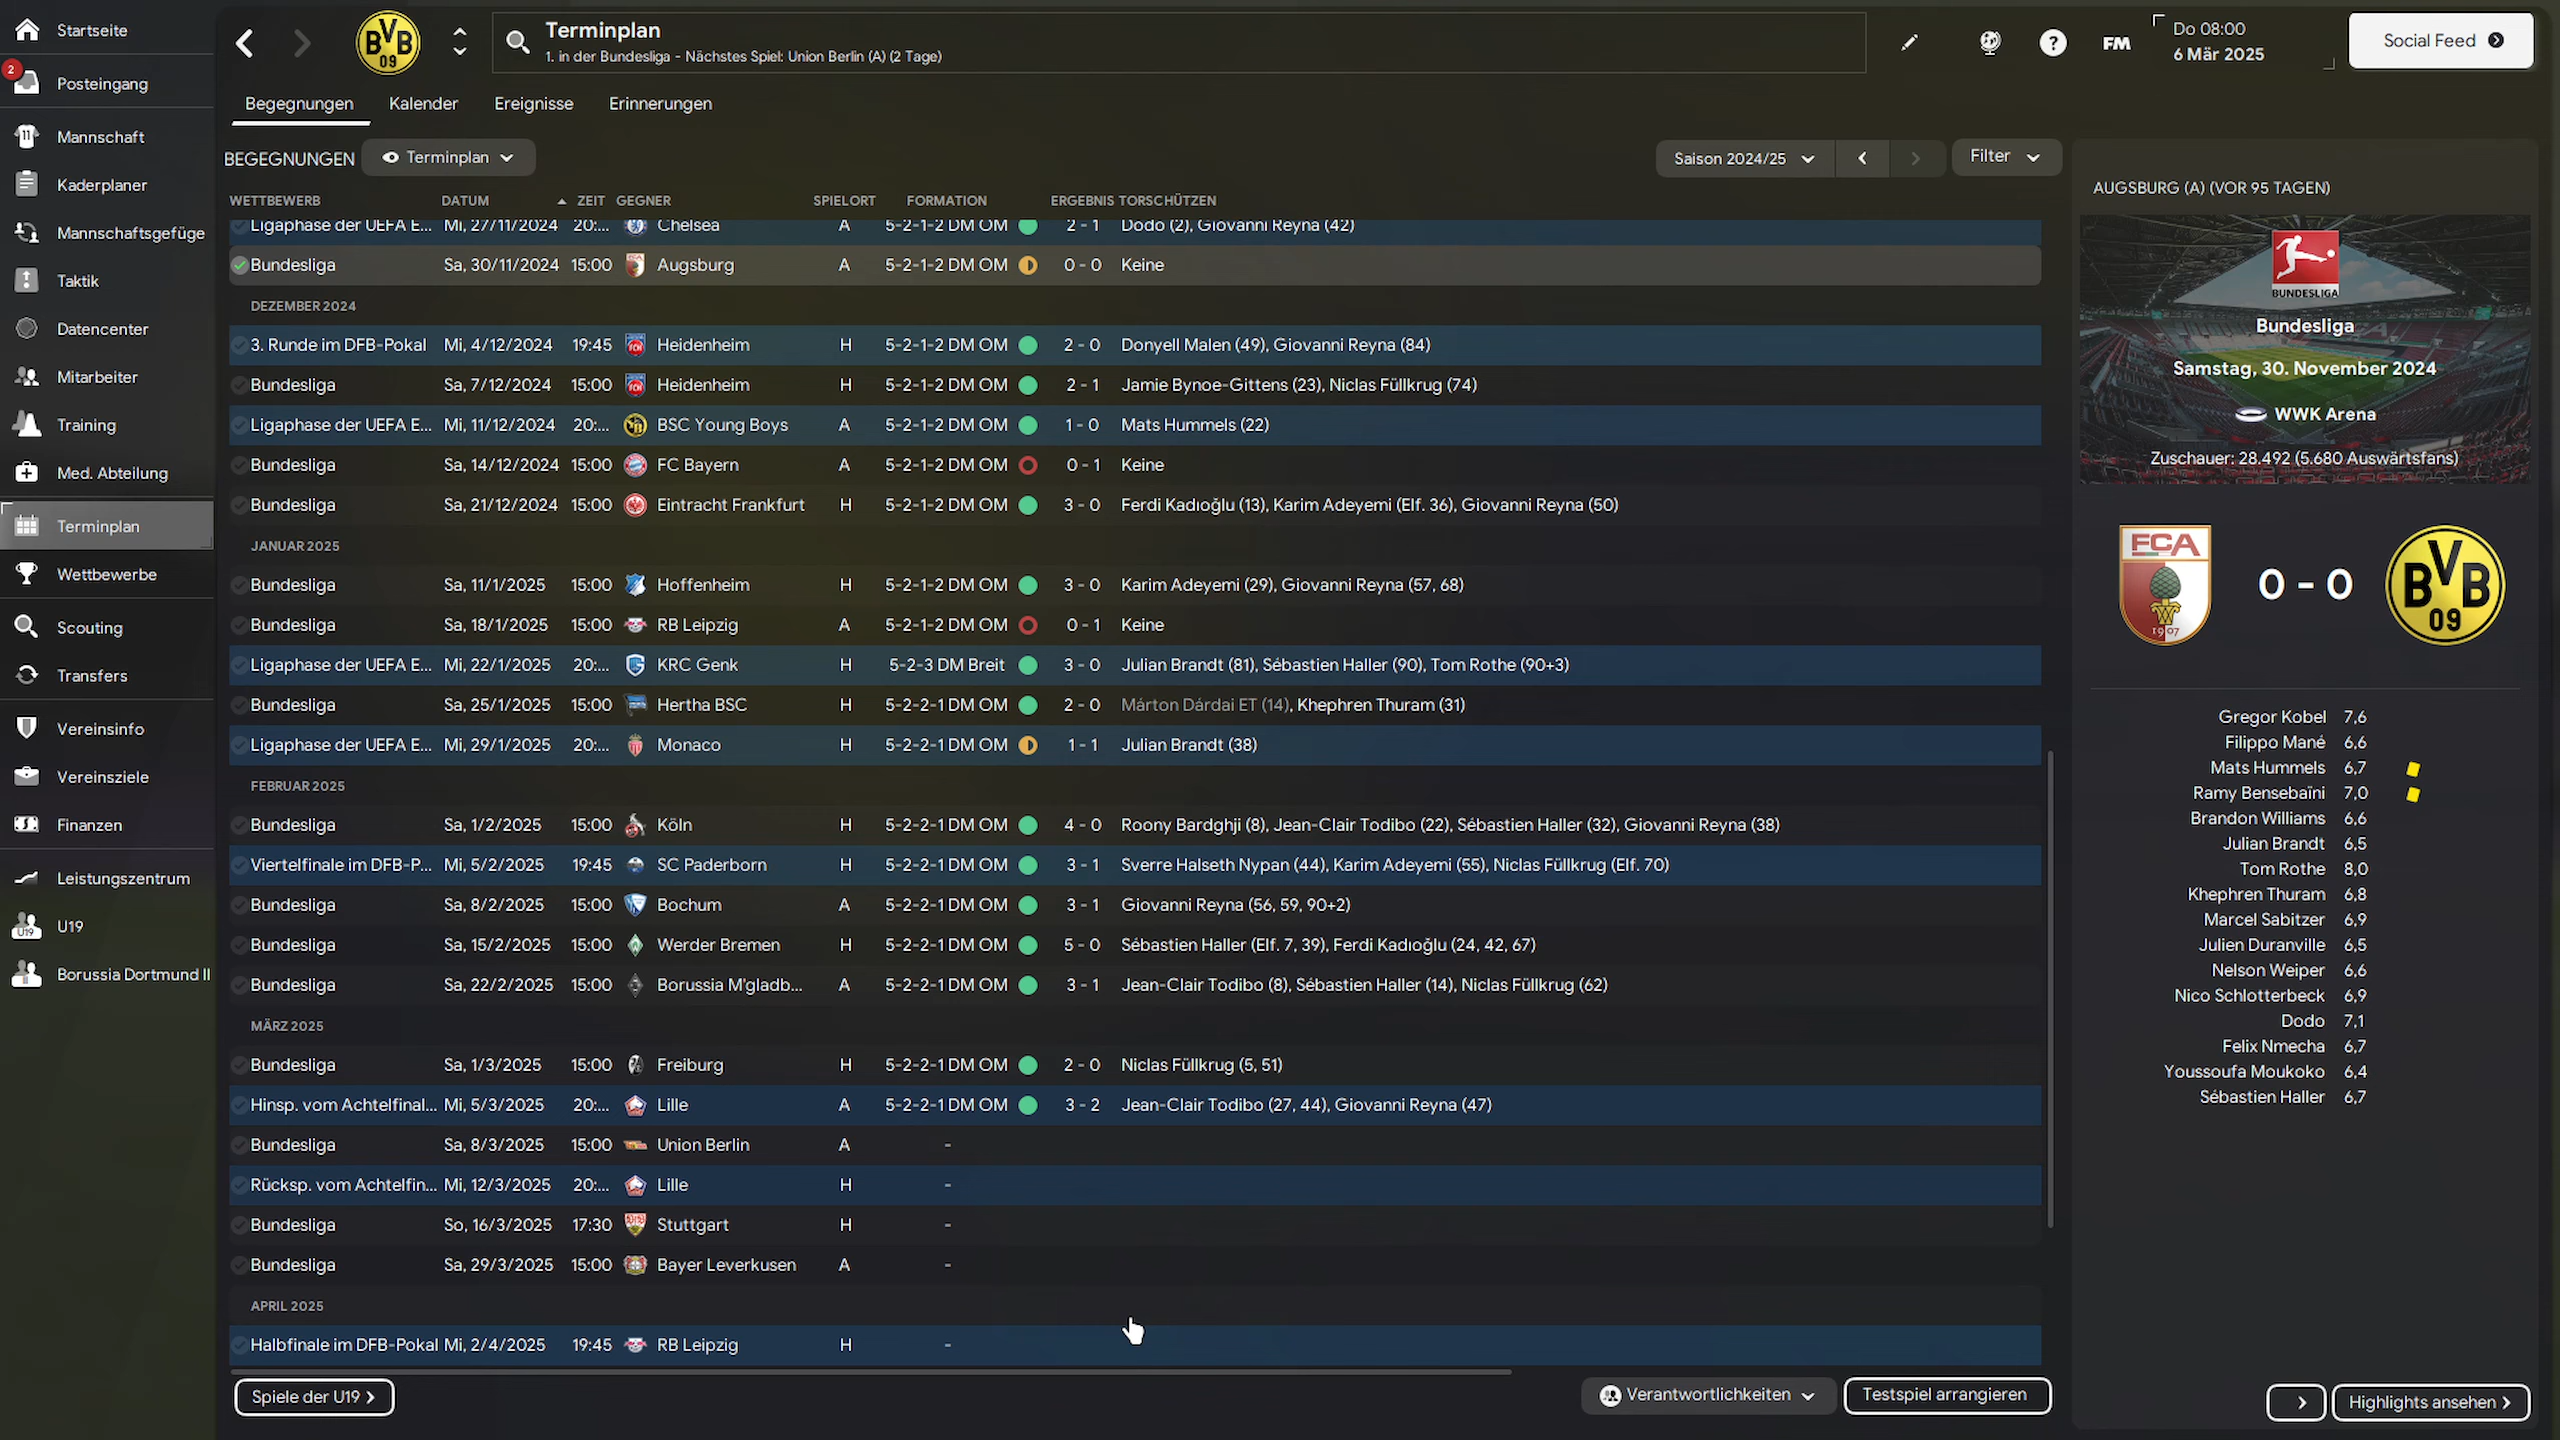 Startseite
2
Posteingang
Mannschaft
Kaderplaner
Mannschaftsgefüge
Taktik
Datencenter
Mitarbeiter
Training
Med. Abteilung
Terminplan
Wettbewerbe
Scouting
Transfers
Vereinsinfo
Vereinsziele
Finanzen
Leistungszentrum
U19
Borussia Dortmund II
Terminplan
1. in der Bundesliga - Nächstes Spiel: Union Berlin (A) (2 Tage)
FM
Do 08:00
6 Mär 2025
Social Feed
Begegnungen Kalender Ereignisse Erinnerungen
BEGEGNUNGEN Terminplan
Saison 2024/25 Filter
WETTBEWERB DATUM ZEIT GEGNER SPIELORT FORMATION ERGEBNIS TORSCHÜTZEN
Ligaphase der UEFA E... Mi, 27/11/2024 20:... Chelsea A 5-2-1-2 DM OM 2 - 1 Dodo (2), Giovanni Reyna (42)
Bundesliga Sa, 30/11/2024 15:00 Augsburg A 5-2-1-2 DM OM 0 - 0 Keine
DEZEMBER 2024
3. Runde im DFB-Pokal Mi, 4/12/2024 19:45 Heidenheim H 5-2-1-2 DM OM 2 - 0 Donyell Malen (49), Giovanni Reyna (84)
Bundesliga Sa, 7/12/2024 15:00 Heidenheim H 5-2-1-2 DM OM 2 - 1 Jamie Bynoe-Gittens (23), Niclas Füllkrug (74)
Ligaphase der UEFA E... Mi, 11/12/2024 20:... BSC Young Boys A 5-2-1-2 DM OM 1 - 0 Mats Hummels (22)
Bundesliga Sa, 14/12/2024 15:00 FC Bayern A 5-2-1-2 DM OM 0 - 1 Keine
Bundesliga Sa, 21/12/2024 15:00 Eintracht Frankfurt H 5-2-1-2 DM OM 3 - 0 Ferdi Kadıoğlu (13), Karim Adeyemi (Elf. 36), Giovanni Reyna (50)
JANUAR 2025
Bundesliga Sa, 11/1/2025 15:00 Hoffenheim H 5-2-1-2 DM OM 3 - 0 Karim Adeyemi (29), Giovanni Reyna (57, 68)
Bundesliga Sa, 18/1/2025 15:00 RB Leipzig A 5-2-1-2 DM OM 0 - 1 Keine
Ligaphase der UEFA E... Mi, 22/1/2025 20:... KRC Genk H 5-2-3 DM Breit 3 - 0 Julian Brandt (81), Sébastien Haller (90), Tom Rothe (90+3)
Bundesliga Sa, 25/1/2025 15:00 Hertha BSC H 5-2-2-1 DM OM 2 - 0 Márton Dárdai ET (14), Khephren Thuram (31)
Ligaphase der UEFA E... Mi, 29/1/2025 20:... Monaco H 5-2-2-1 DM OM 1 - 1 Julian Brandt (38)
FEBRUAR 2025
Bundesliga Sa, 1/2/2025 15:00 Köln H 5-2-2-1 DM OM 4 - 0 Roony Bardghji (8), Jean-Clair Todibo (22), Sébastien Haller (32), Giovanni Reyna (38)
Viertelfinale im DFB-P... Mi, 5/2/2025 19:45 SC Paderborn H 5-2-2-1 DM OM 3 - 1 Sverre Halseth Nypan (44), Karim Adeyemi (55), Niclas Füllkrug (Elf. 70)
Bundesliga Sa, 8/2/2025 15:00 Bochum A 5-2-2-1 DM OM 3 - 1 Giovanni Reyna (56, 59, 90+2)
Bundesliga Sa, 15/2/2025 15:00 Werder Bremen H 5-2-2-1 DM OM 5 - 0 Sébastien Haller (Elf. 7, 39), Ferdi Kadıoğlu (24, 42, 67)
Bundesliga Sa, 22/2/2025 15:00 Borussia M'gladb... A 5-2-2-1 DM OM 3 - 1 Jean-Clair Todibo (8), Sébastien Haller (14), Niclas Füllkrug (62)
MÄRZ 2025
Bundesliga Sa, 1/3/2025 15:00 Freiburg H 5-2-2-1 DM OM 2 - 0 Niclas Füllkrug (5, 51)
Hinsp. vom Achtelfinal... Mi, 5/3/2025 20:... Lille A 5-2-2-1 DM OM 3 - 2 Jean-Clair Todibo (27, 44), Giovanni Reyna (47)
Bundesliga Sa, 8/3/2025 15:00 Union Berlin A -
Rücksp. vom Achtelfin... Mi, 12/3/2025 20:... Lille H -
Bundesliga So, 16/3/2025 17:30 Stuttgart H -
Bundesliga Sa, 29/3/2025 15:00 Bayer Leverkusen A -
APRIL 2025
Halbfinale im DFB-Pokal Mi, 2/4/2025 19:45 RB Leipzig H -
Spiele der U19
Verantwortlichkeiten
Testspiel arrangieren
AUGSBURG (A) (VOR 95 TAGEN)
BUNDESLIGA
Bundesliga
Samstag, 30. November 2024
WWK Arena
Zuschauer: 28.492 (5.680 Auswärtsfans)
FCA 1907
0 - 0
BVB 09
Gregor Kobel 7,6
Filippo Mané 6,6
Mats Hummels 6,7
Ramy Bensebaïni 7,0
Brandon Williams 6,6
Julian Brandt 6,5
Tom Rothe 8,0
Khephren Thuram 6,8
Marcel Sabitzer 6,9
Julien Duranville 6,5
Nelson Weiper 6,6
Nico Schlotterbeck 6,9
Dodo 7,1
Felix Nmecha 6,7
Youssoufa Moukoko 6,4
Sébastien Haller 6,7
Highlights ansehen